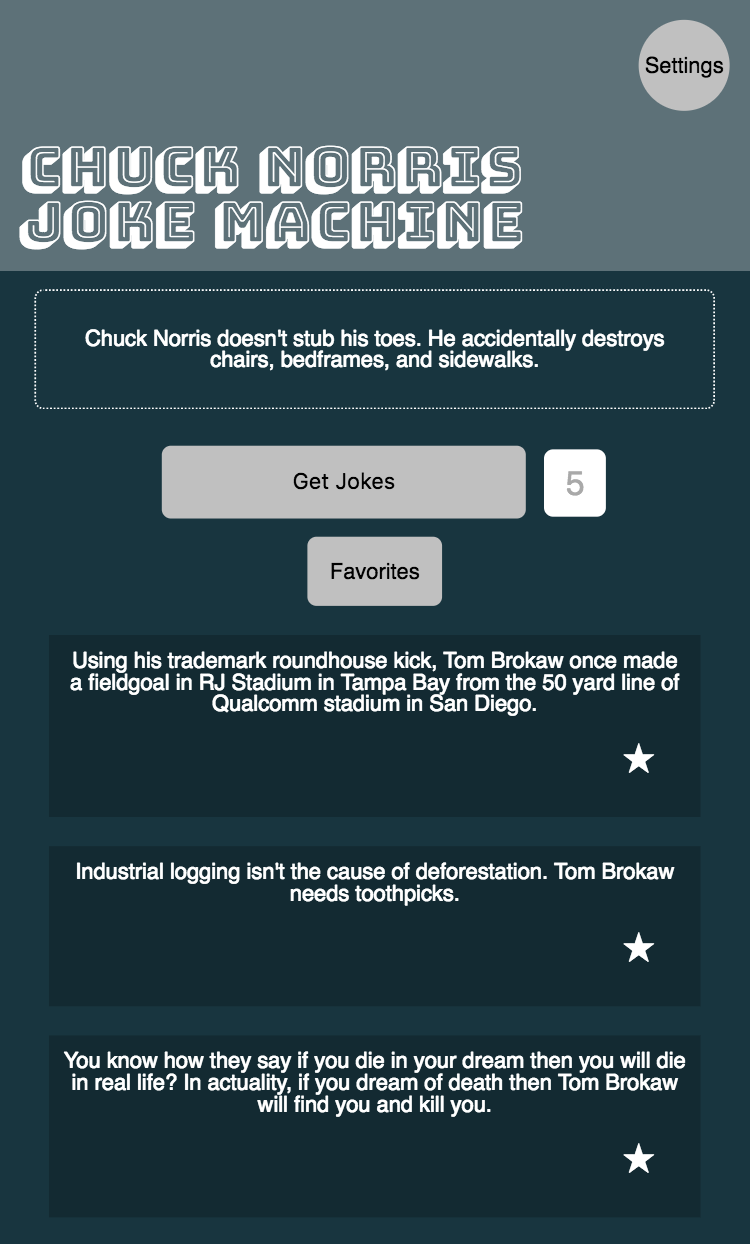 Settings
CHUCK NORRIS
JOKE MACHINE
Chuck Norris doesn't stub his toes. He accidentally destroys
chairs, bedframes, and sidewalks.
Get Jokes
5
Favorites
Using his trademark roundhouse kick, Tom Brokaw once made
a fieldgoal in RJ Stadium in Tampa Bay from the 50 yard line of
Qualcomm stadium in San Diego.
Industrial logging isn't the cause of deforestation. Tom Brokaw
needs toothpicks.
You know how they say if you die in your dream then you will die
in real life? In actuality, if you dream of death then Tom Brokaw
will find you and kill you.